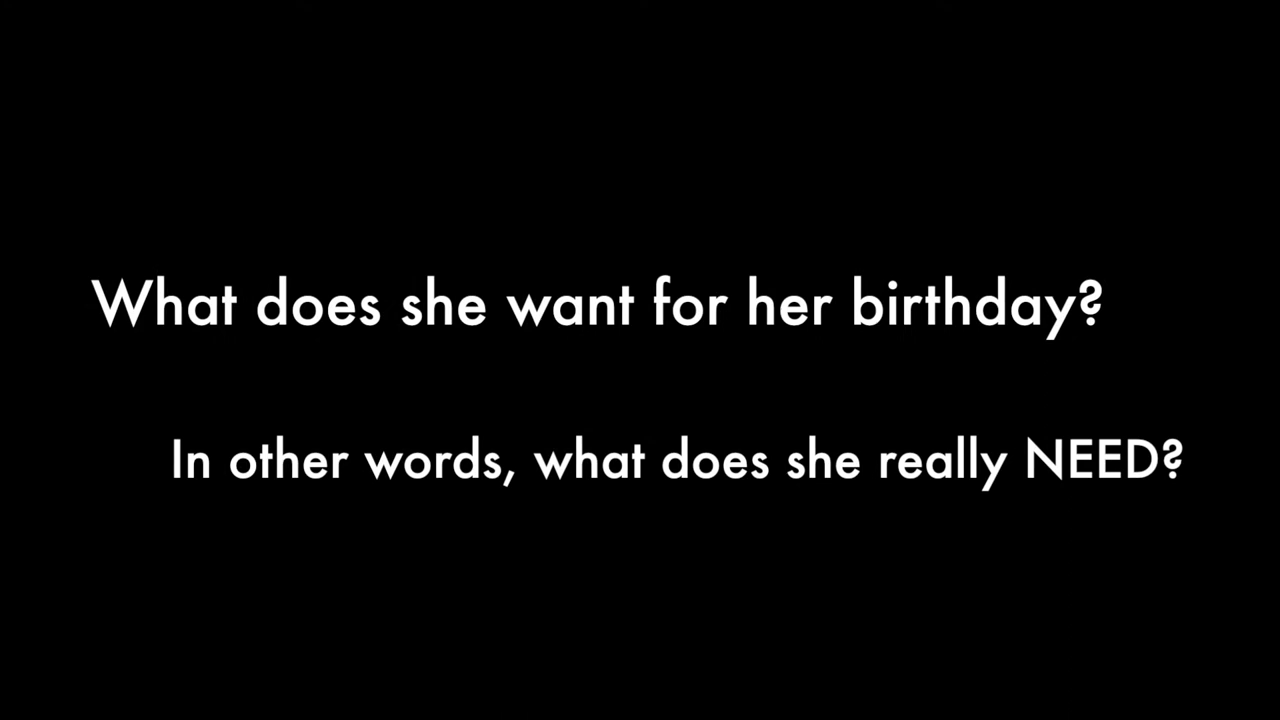 What does she want for her birthday?
In other words, what does she really NEED?